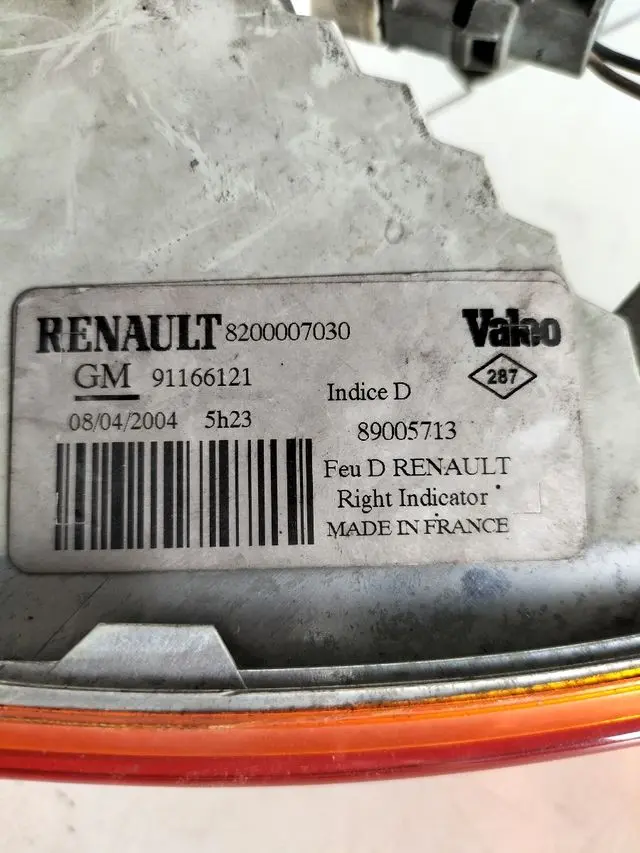 RENAULT 8200007030 Valeo
GM 91166121 287
Indice D
08/04/2004 5h23 89005713
Feu D RENAULT
Right Indicator
MADE IN FRANCE